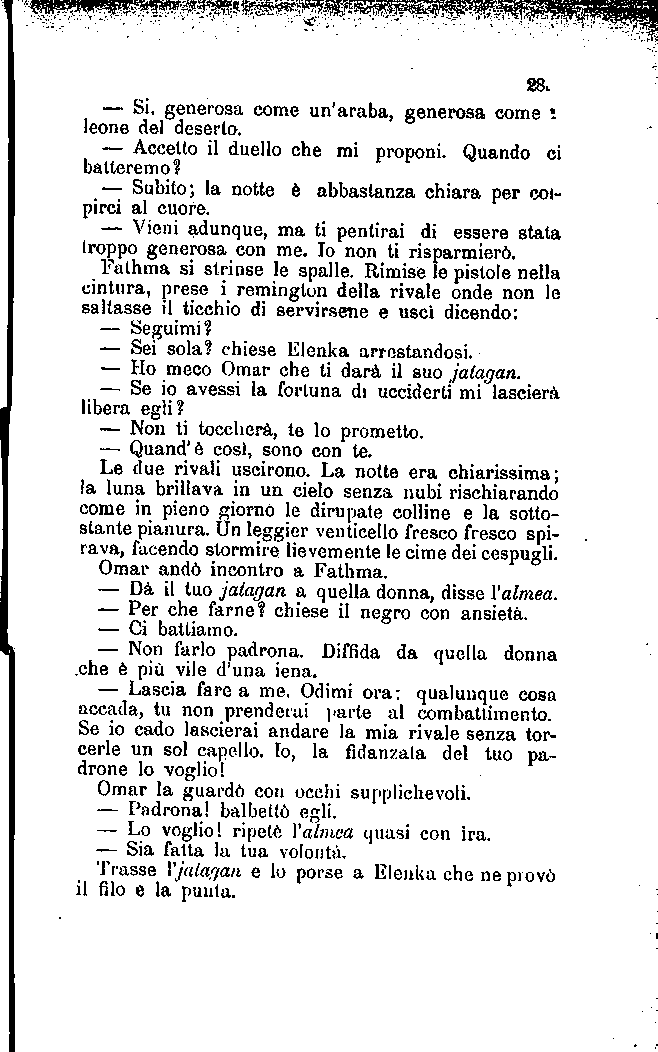 28.
— Si, generosa come un'araba, generosa come
leone del deserto.
— Accetto il duello che mi proponi. Quando ci
batteremo?
— Subito; la notte è abbastanza chiara per col-
pirci al cuore.
— Vieni adunque, ma ti pentirai di essere stata
troppo generosa con me. Io non ti risparmierò.
Fathma si strinse le spalle. Rimise le pistole nella
cintura, prese i remington della rivale onde non le
saltasse il ticchio di servirsene e uscì dicendo:
— Seguimi?
— Sei sola? chiese Elenka arrestandosi.
— Ho meco Omar che ti darà il suo jatagan.
— Se io avessi la fortuna di ucciderti mi lascierà
libera egli?
— Non ti toccherà, te lo prometto.
— Quand'è così, sono con te.
Le due rivali uscirono. La notte era chiarissima;
la luna brillava in un cielo senza nubi rischiarando
come in pieno giorno le dirupate colline e la sotto-
stante pianura. Un leggier venticello fresco fresco spi-
rava, facendo stormire lievemente le cime dei cespugli.
Omar andò incontro a Fathma.
— Dà il tuo jatagan a quella donna, disse l'almea.
— Per che farne? chiese il negro con ansietà.
— Ci battiamo.
— Non farlo padrona. Diffida da quella donna
che è più vile d'una iena.
— Lascia fare a me. Odimi ora: qualunque cosa
accada, tu non prenderai parte al combattimento.
Se io cado lascierai andare la mia rivale senza tor-
cerle un sol capello. Io, la fidanzata del tuo pa-
drone lo voglio!
Omar la guardò con occhi supplichevoli.
— Padrona! balbettò egli.
— Lo voglio! ripetè l'almea quasi con ira.
— Sia fatta la tua volontà.
Trasse l'jatagan e lo porse a Elenka che ne provò
il filo e la punta.